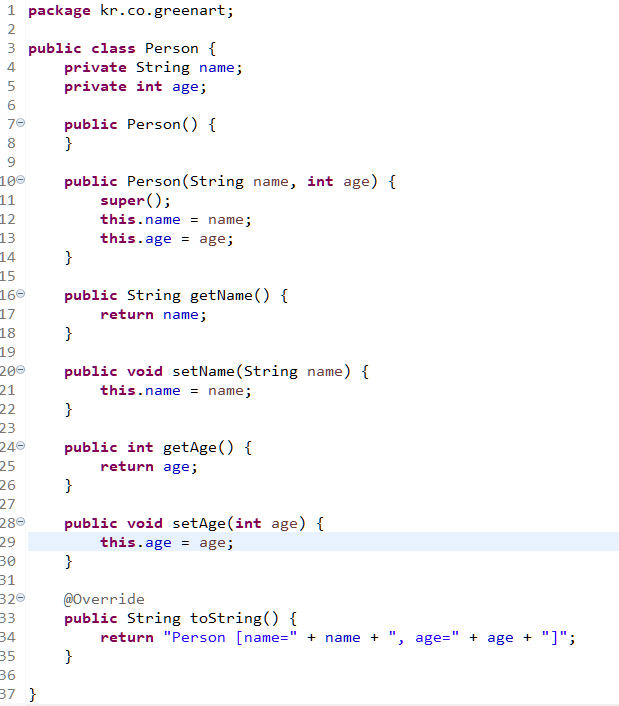 1 package kr.co.greenart;
2
3 public class Person {
4     private String name;
5     private int age;
6
7     public Person() {
8     }
9
10     public Person(String name, int age) {
11         super();
12         this.name = name;
13         this.age = age;
14     }
15
16     public String getName() {
17         return name;
18     }
19
20     public void setName(String name) {
21         this.name = name;
22     }
23
24     public int getAge() {
25         return age;
26     }
27
28     public void setAge(int age) {
29         this.age = age;
30     }
31
32     @Override
33     public String toString() {
34         return "Person [name=" + name + ", age=" + age + "]";
35     }
36
37 }